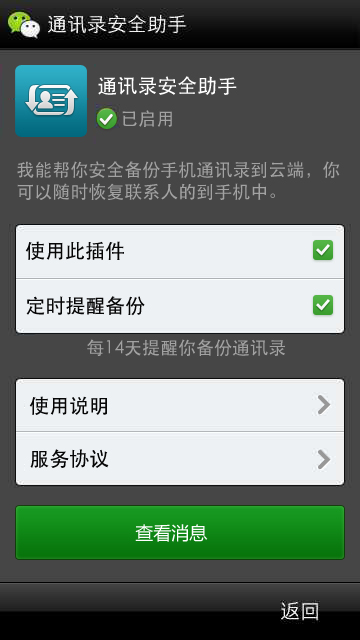 通讯录安全助手
通讯录安全助手
已启用
我能帮你安全备份手机通讯录到云端，你
可以随时恢复联系人的到手机中。
使用此插件
定时提醒备份
每14天提醒你备份通讯录
使用说明
服务协议
查看消息
返回